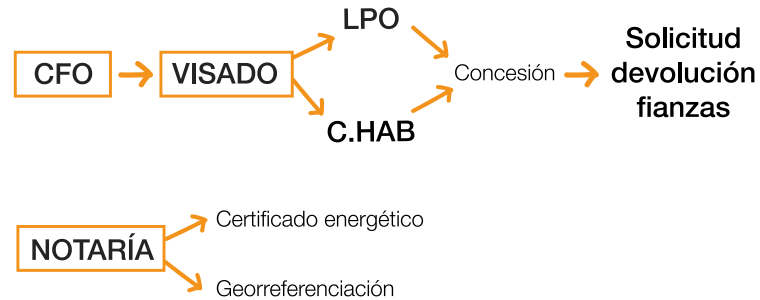 CFO
VISADO
LPO
C.HAB
Concesión
Solicitud
devolución
fianzas
NOTARÍA
Certificado energético
Georreferenciación